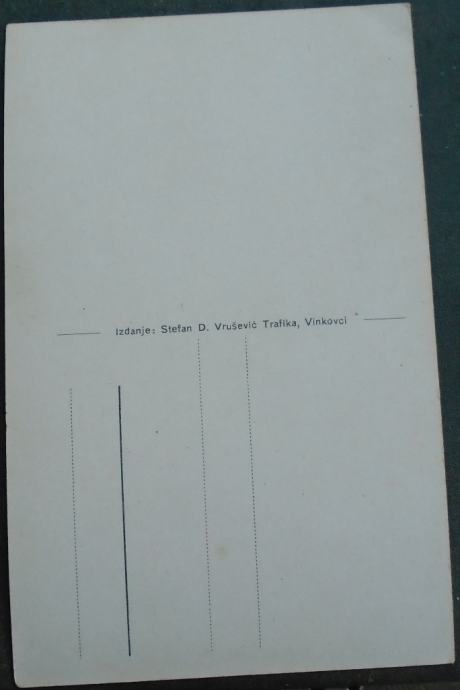 Izdanje: Stefan D. Vrušević Trafika, Vinkovci